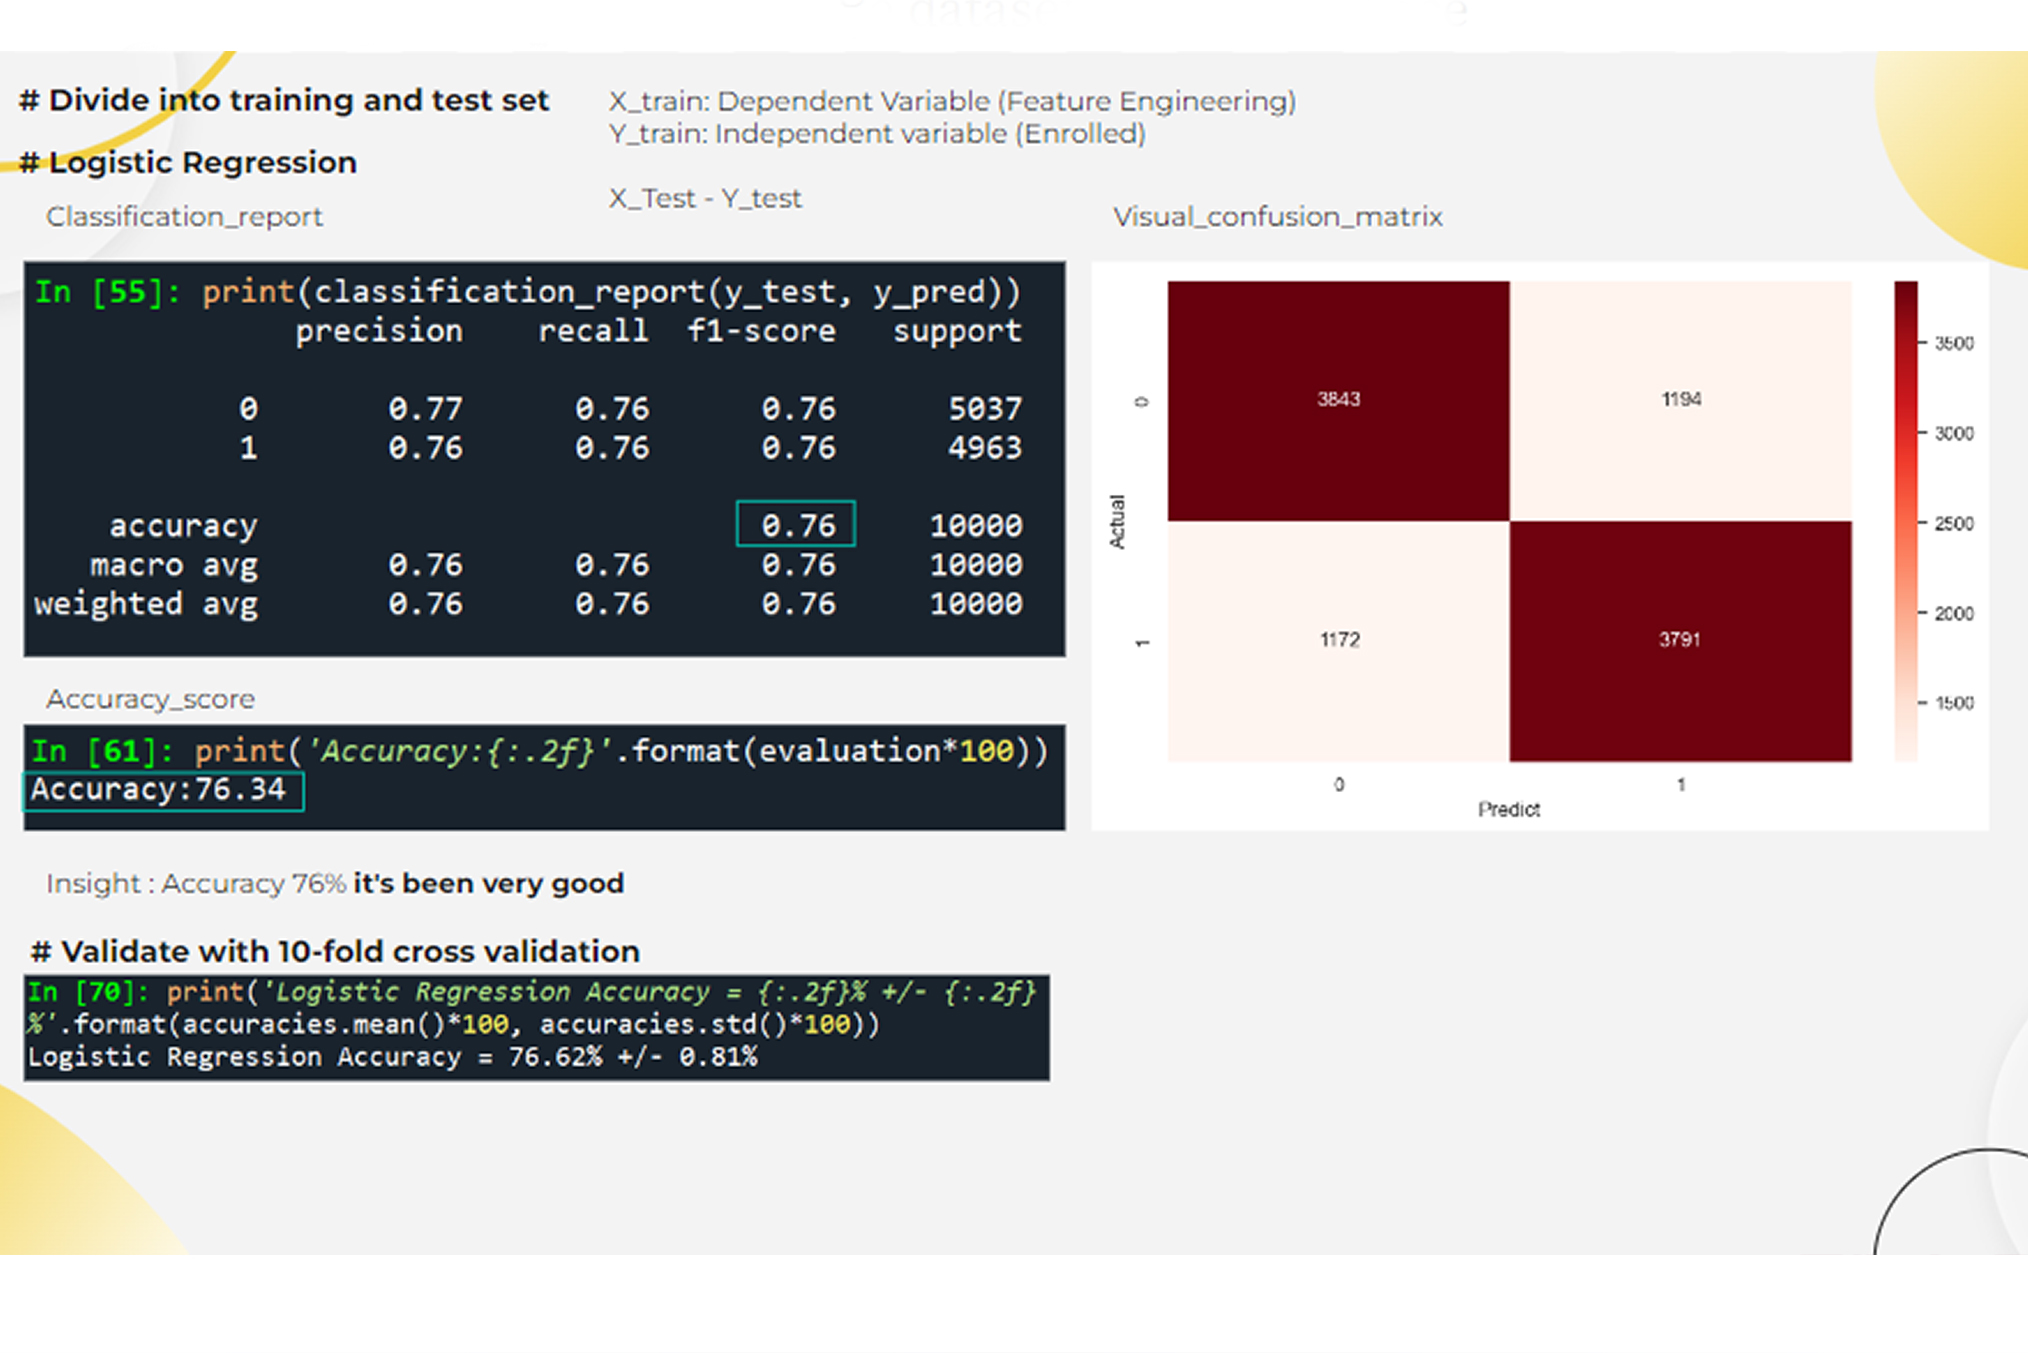 # Divide into training and test set
X_train: Dependent Variable (Feature Engineering)
Y_train: Independent variable (Enrolled)
# Logistic Regression
X_Test - Y_test
Classification_report
Visual_confusion_matrix
In [55]: print(classification_report(y_test, y_pred))
precision recall f1-score support
0 0.77 0.76 0.76 5037
1 0.76 0.76 0.76 4963
accuracy 0.76 10000
macro avg 0.76 0.76 0.76 10000
weighted avg 0.76 0.76 0.76 10000
Accuracy_score
In [61]: print('Accuracy:{:.2f}'.format(evaluation*100))
Accuracy:76.34
3843 1194
1172 3791
0
1
Actual
0 1
Predict
3500
3000
2500
2000
1500
Insight : Accuracy 76% it's been very good
# Validate with 10-fold cross validation
In [70]: print('Logistic Regression Accuracy = {:.2f}% +/- {:.2f}
%'.format(accuracies.mean()*100, accuracies.std()*100))
Logistic Regression Accuracy = 76.62% +/- 0.81%